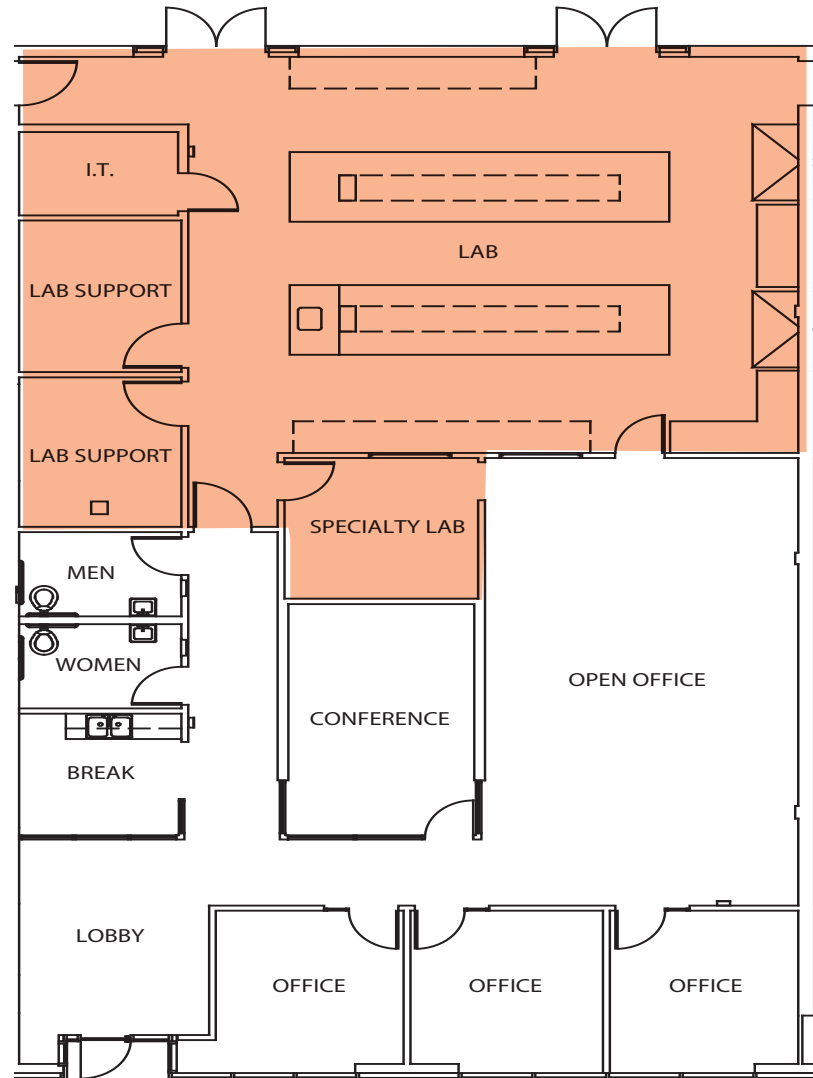 I.T.
LAB
LAB SUPPORT
LAB SUPPORT
SPECIALTY LAB
MEN
WOMEN
OPEN OFFICE
CONFERENCE
BREAK
LOBBY
OFFICE
OFFICE
OFFICE